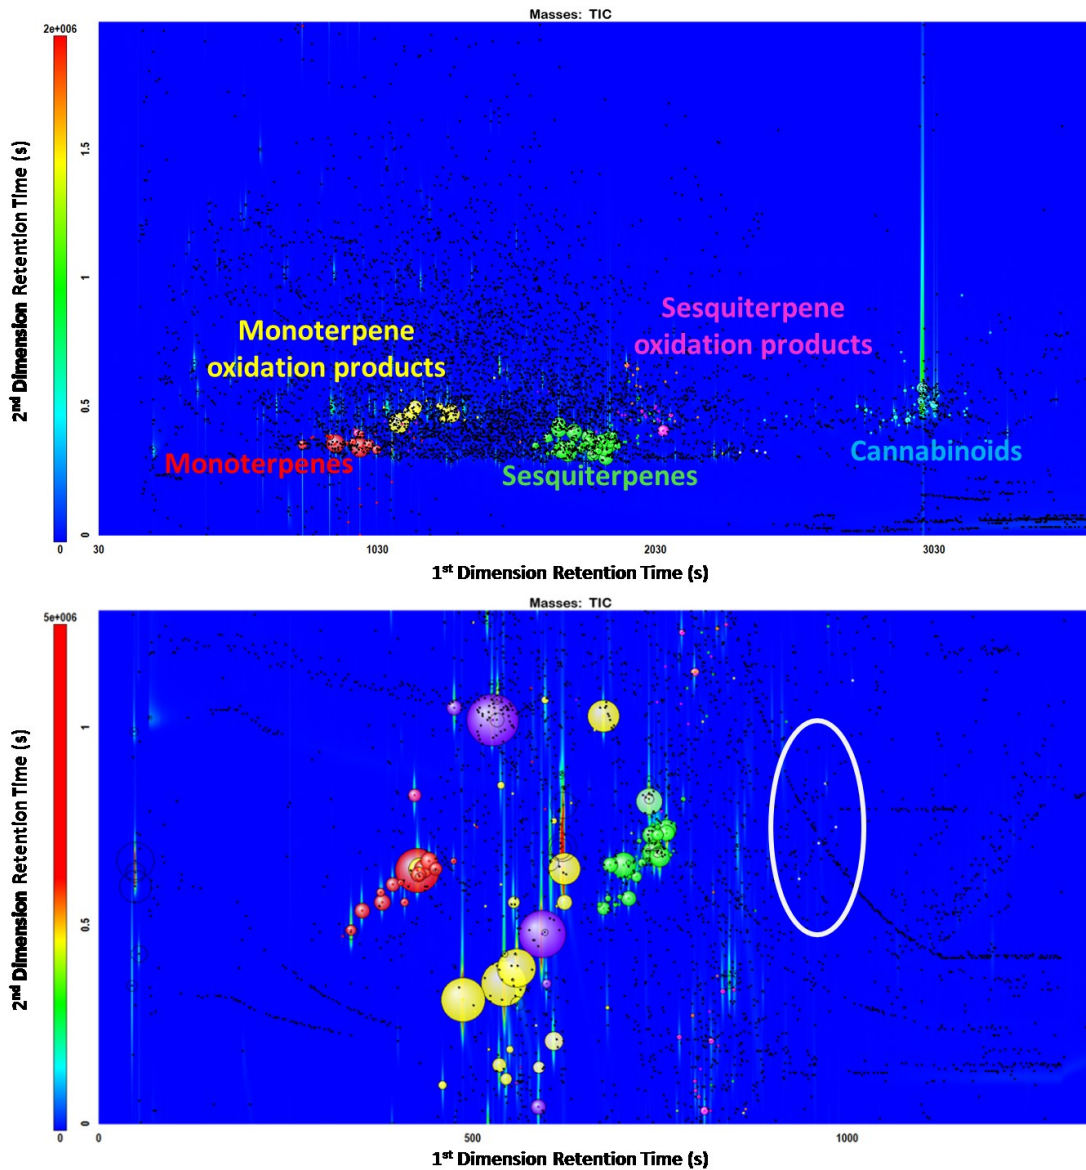 Masses: TIC
2e+006
0
2nd Dimension Retention Time (s)
1.5
1
0.5
0
Monoterpene
oxidation products
Sesquiterpene
oxidation products
Monoterpenes
Sesquiterpenes
Cannabinoids
30
1030
2030
3030
1st Dimension Retention Time (s)
Masses: TIC
5e+006
0
2nd Dimension Retention Time (s)
1
0.5
0
0
500
1000
1st Dimension Retention Time (s)